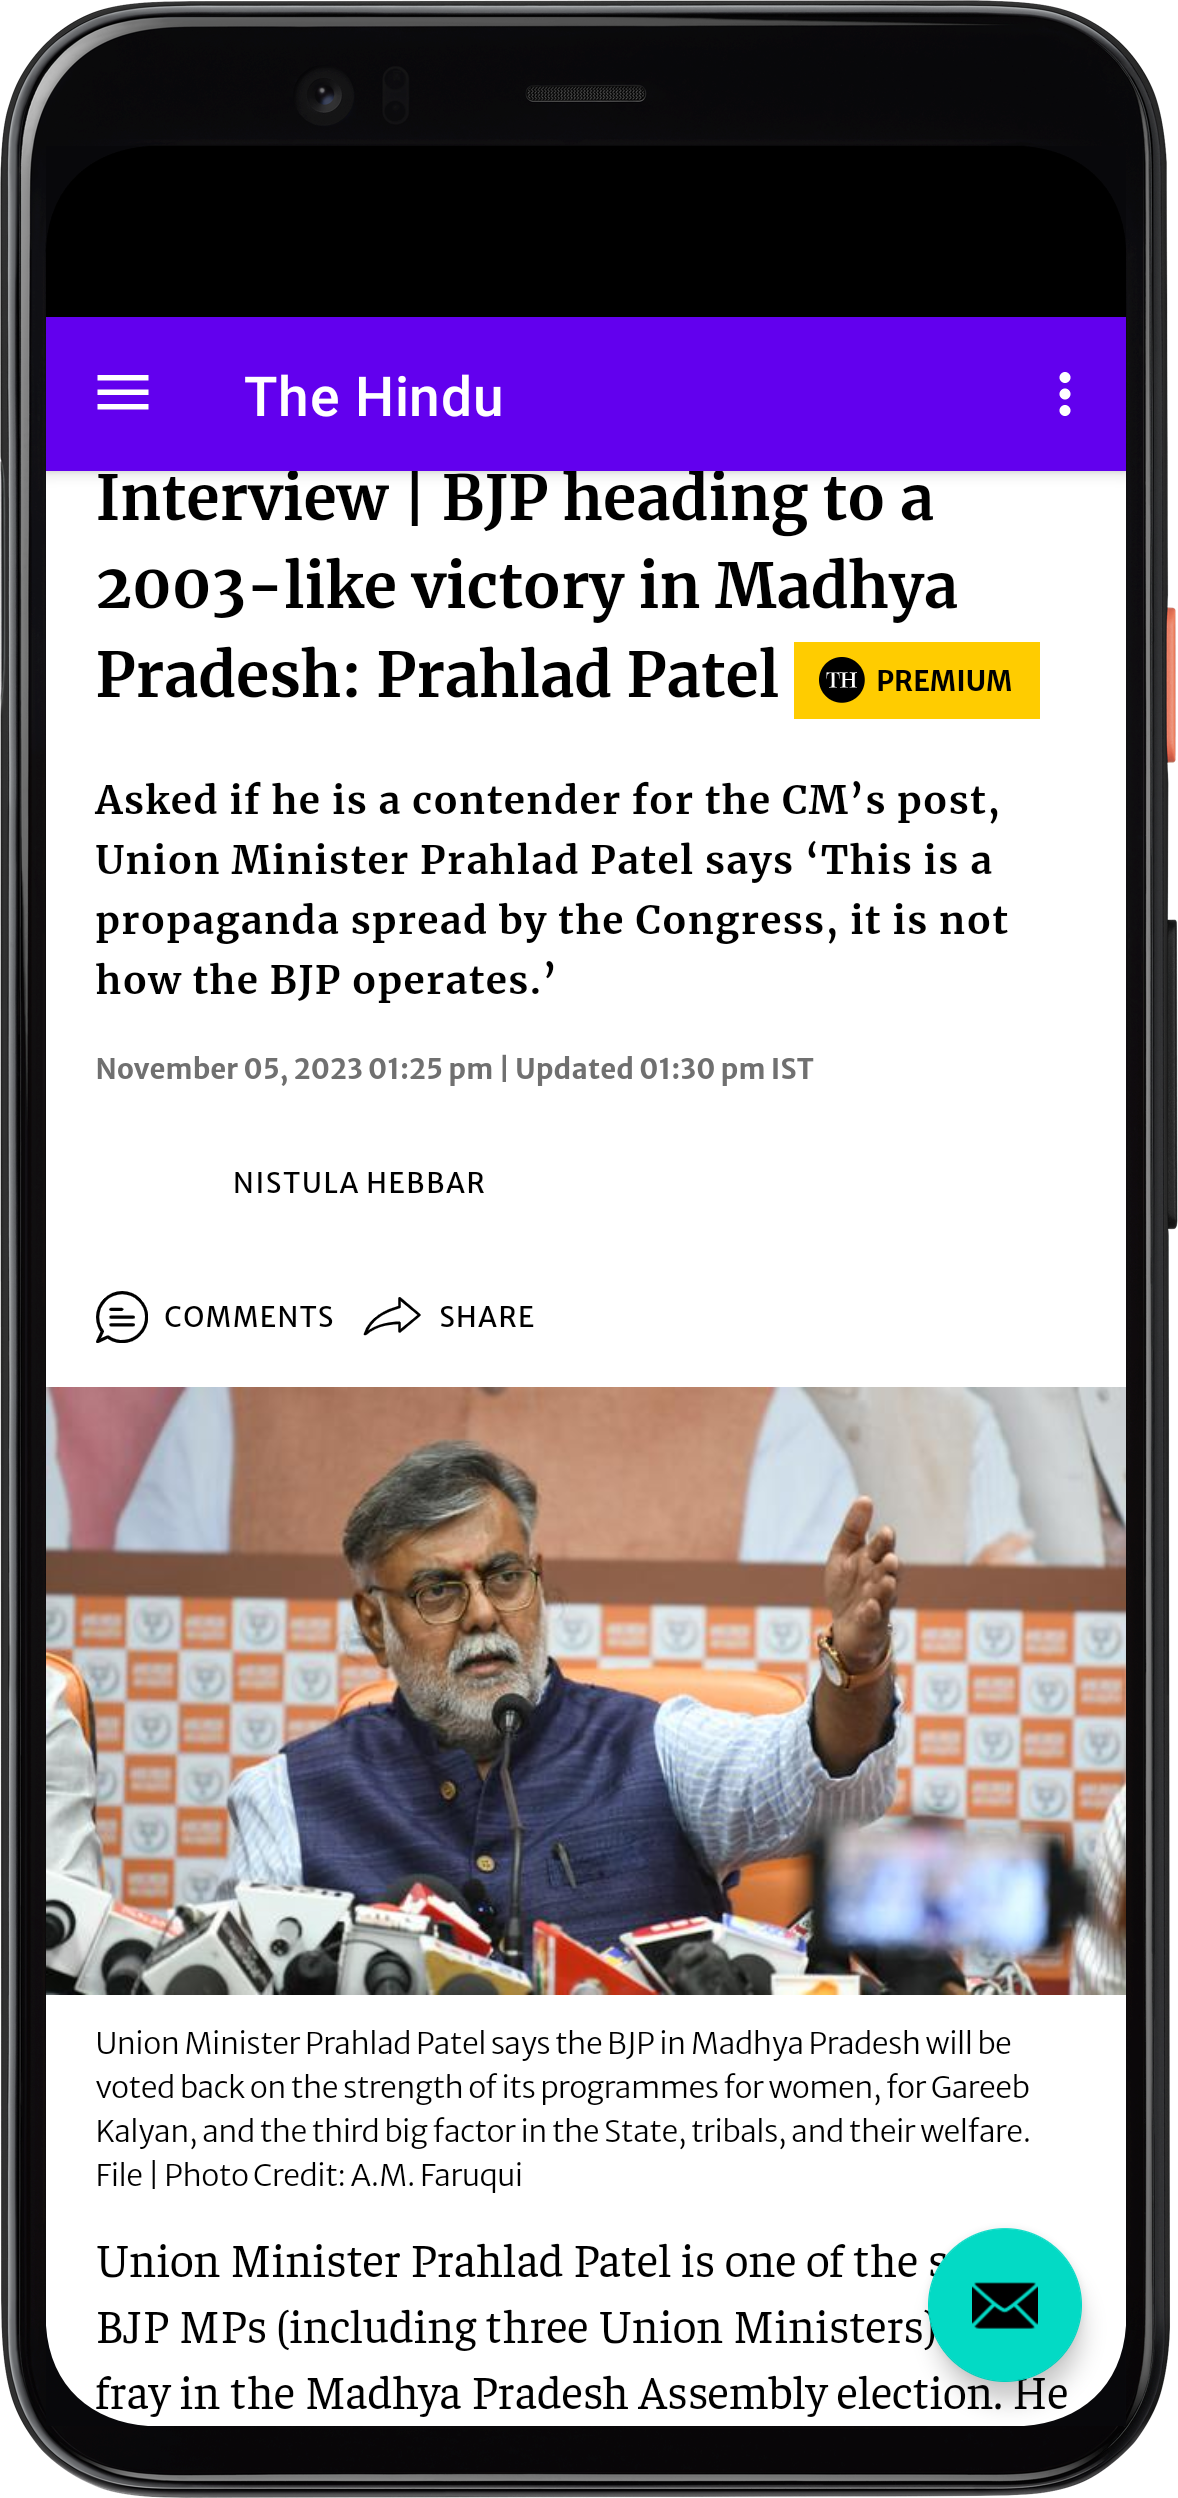 The Hindu
Interview | BJP heading to a
2003-like victory in Madhya
Pradesh: Prahlad Patel TH PREMIUM
Asked if he is a contender for the CM’s post,
Union Minister Prahlad Patel says ‘This is a
propaganda spread by the Congress, it is not
how the BJP operates.’
November 05, 2023 01:25 pm | Updated 01:30 pm IST
NISTULA HEBBAR
COMMENTS SHARE
Union Minister Prahlad Patel says the BJP in Madhya Pradesh will be
voted back on the strength of its programmes for women, for Gareeb
Kalyan, and the third big factor in the State, tribals, and their welfare.
File | Photo Credit: A.M. Faruqui
Union Minister Prahlad Patel is one of the
BJP MPs (including three Union Ministers)
fray in the Madhya Pradesh Assembly election. He